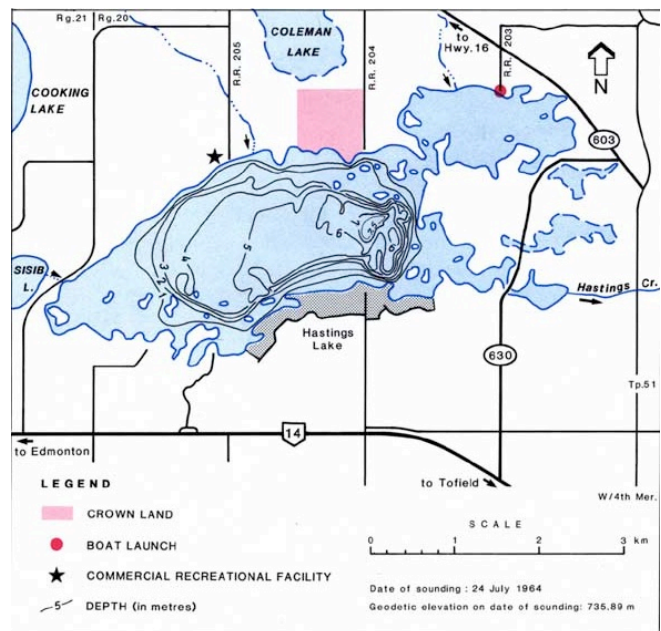 Rg.21 Rg.20
COLEMAN
LAKE
R.R. 205
R.R. 204
to
Hwy.16
R.R. 203
N
COOKING
LAKE
603
SISIB
L.
1
2
3
4
5
6
7
Hastings Cr.
Hastings
Lake
630
Tp.51
14
to Edmonton
to Tofield
W/4th Mer.
LEGEND
CROWN LAND
BOAT LAUNCH
COMMERCIAL RECREATIONAL FACILITY
5 DEPTH (in metres)
SCALE
0 1 2 3 km
Date of sounding : 24 July 1964
Geodetic elevation on date of sounding: 735.89 m